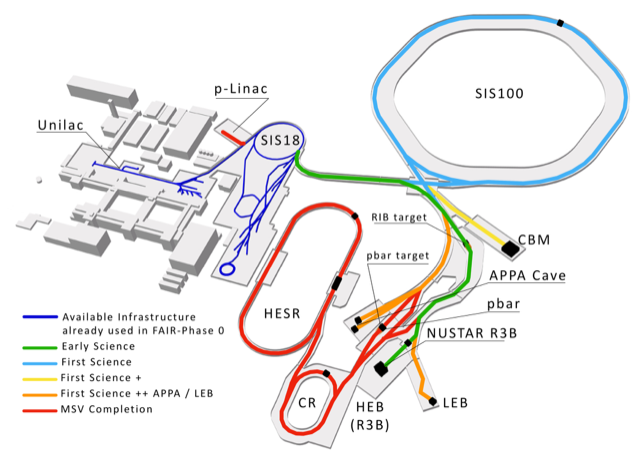 p-Linac
SIS100
Unilac
SIS18
RIB target
CBM
pbar target
APPA Cave
pbar
HESR
NUSTAR R3B
CR
HEB
(R3B)
LEB
Available Infrastructure
already used in FAIR-Phase 0
Early Science
First Science
First Science +
First Science ++ APPA / LEB
MSV Completion